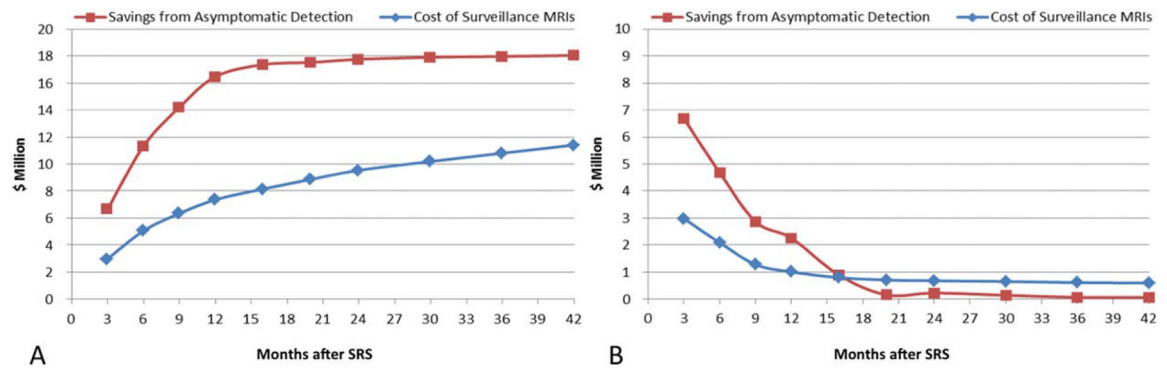 Savings from Asymptomatic Detection Cost of Surveillance MRIs
20
18
16
14
12
10
8
6
4
2
0
$ Million
0 3 6 9 12 15 18 21 24 27 30 33 36 39 42
Months after SRS
A
Savings from Asymptomatic Detection Cost of Surveillance MRIs
10
9
8
7
6
5
4
3
2
1
0
$ Million
0 3 6 9 12 15 18 21 24 27 30 33 36 39 42
Months after SRS
B